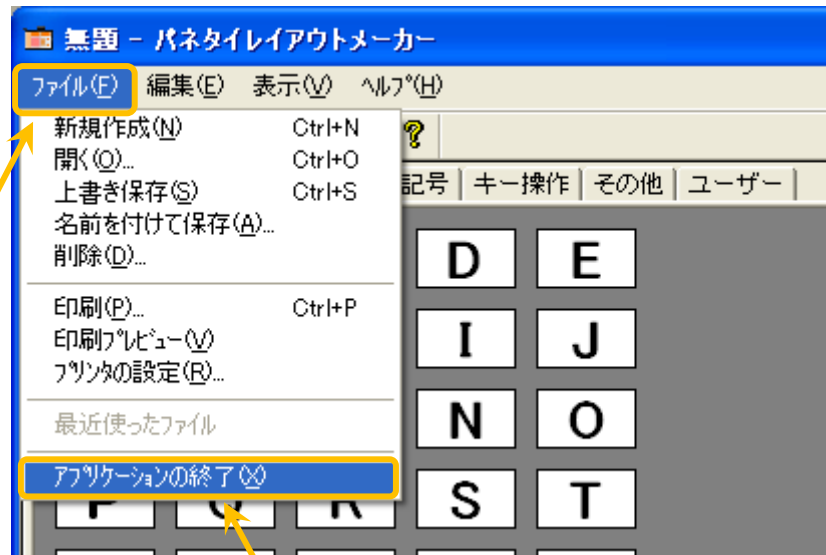 無題 - パネタイレイアウトメーカー
ファイル(F) 編集(E) 表示(V) ヘルプ(H)
新規作成(N) Ctrl+N
開く(O)... Ctrl+O
上書き保存(S) Ctrl+S
名前を付けて保存(A)...
削除(D)...
印刷(P)... Ctrl+P
印刷プレビュー(V)
プリンタの設定(R)...
最近使ったファイル
アプリケーションの終了(X)
記号 キー操作 その他 ユーザー
D E
I J
N O
P Q R S T